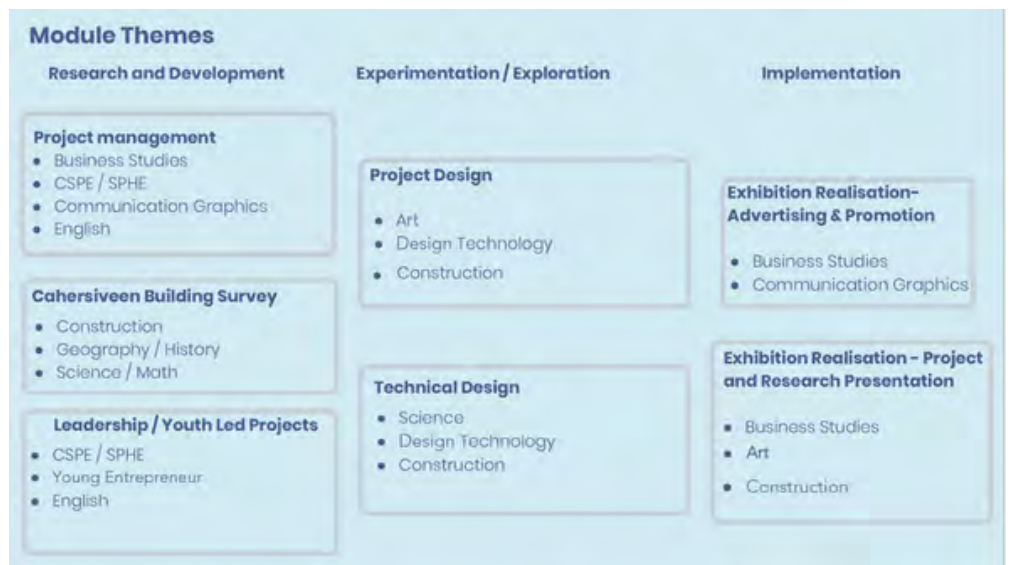 Module Themes
Research and Development
Project management
• Business Studies
• CSPE / SPHE
• Communication Graphics
• English
Cahersiveen Building Survey
• Construction
• Geography / History
• Science / Math
Leadership / Youth Led Projects
• CSPE / SPHE
• Young Entrepreneur
• English
Experimentation / Exploration
Project Design
• Art
• Design Technology
• Construction
Technical Design
• Science
• Design Technology
• Construction
Implementation
Exhibition Realisation-
Advertising & Promotion
• Business Studies
• Communication Graphics
Exhibition Realisation - Project
and Research Presentation
• Business Studies
• Art
• Construction